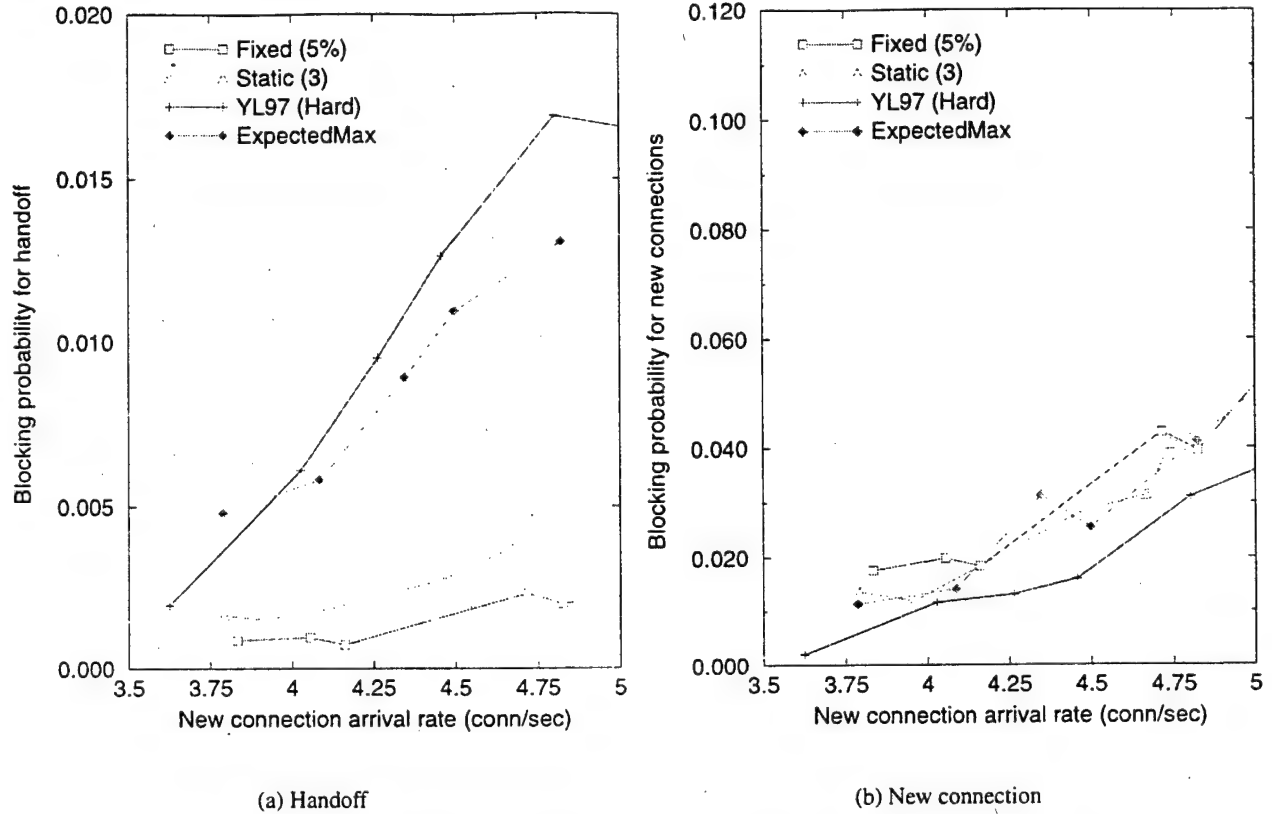 0.020
0.015
0.010
0.005
0.000
Blocking probability for handoff
Fixed (5%)
Static (3)
YL97 (Hard)
ExpectedMax
3.5 3.75 4 4.25 4.5 4.75 5
New connection arrival rate (conn/sec)
(a) Handoff
0.120
0.100
0.080
0.060
0.040
0.020
0.000
Blocking probability for new connections
Fixed (5%)
Static (3)
YL97 (Hard)
ExpectedMax
3.5 3.75 4 4.25 4.5 4.75 5
New connection arrival rate (conn/sec)
(b) New connection